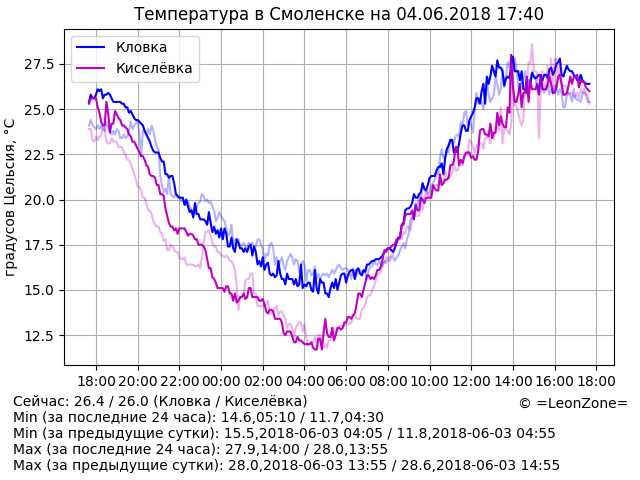 Температура в Смоленске на 04.06.2018 17:40
Кловка
Киселёвка
градусов Цельсия, °C
27.5
25.0
22.5
20.0
17.5
15.0
12.5
18:00 20:00 22:00 00:00 02:00 04:00 06:00 08:00 10:00 12:00 14:00 16:00 18:00
Сейчас: 26.4 / 26.0 (Кловка / Киселёвка)
© =LeonZone=
Min (за последние 24 часа): 14.6,05:10 / 11.7,04:30
Min (за предыдущие сутки): 15.5,2018-06-03 04:05 / 11.8,2018-06-03 04:55
Max (за последние 24 часа): 27.9,14:00 / 28.0,13:55
Max (за предыдущие сутки): 28.0,2018-06-03 13:55 / 28.6,2018-06-03 14:55